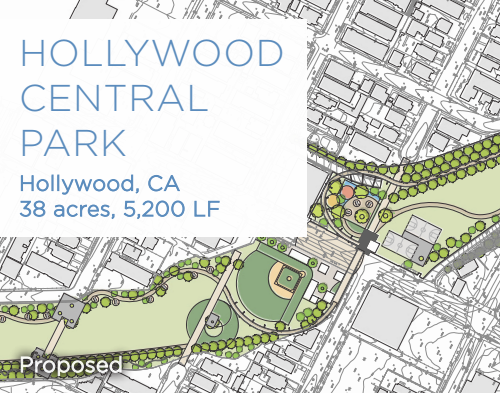 HOLLYWOOD
CENTRAL
PARK
Hollywood, CA
38 acres, 5,200 LF
Proposed